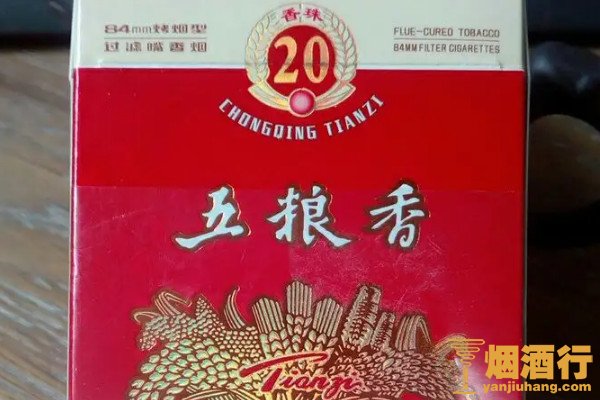 84mm烤烟型
过滤嘴香烟
香珠
20
CHONGQING TIANZI
FLUE-CURED TOBACCO
84MM FILTER CIGARETTES
五粮香
Tianzi
烟酒行
yanjiuhang.com